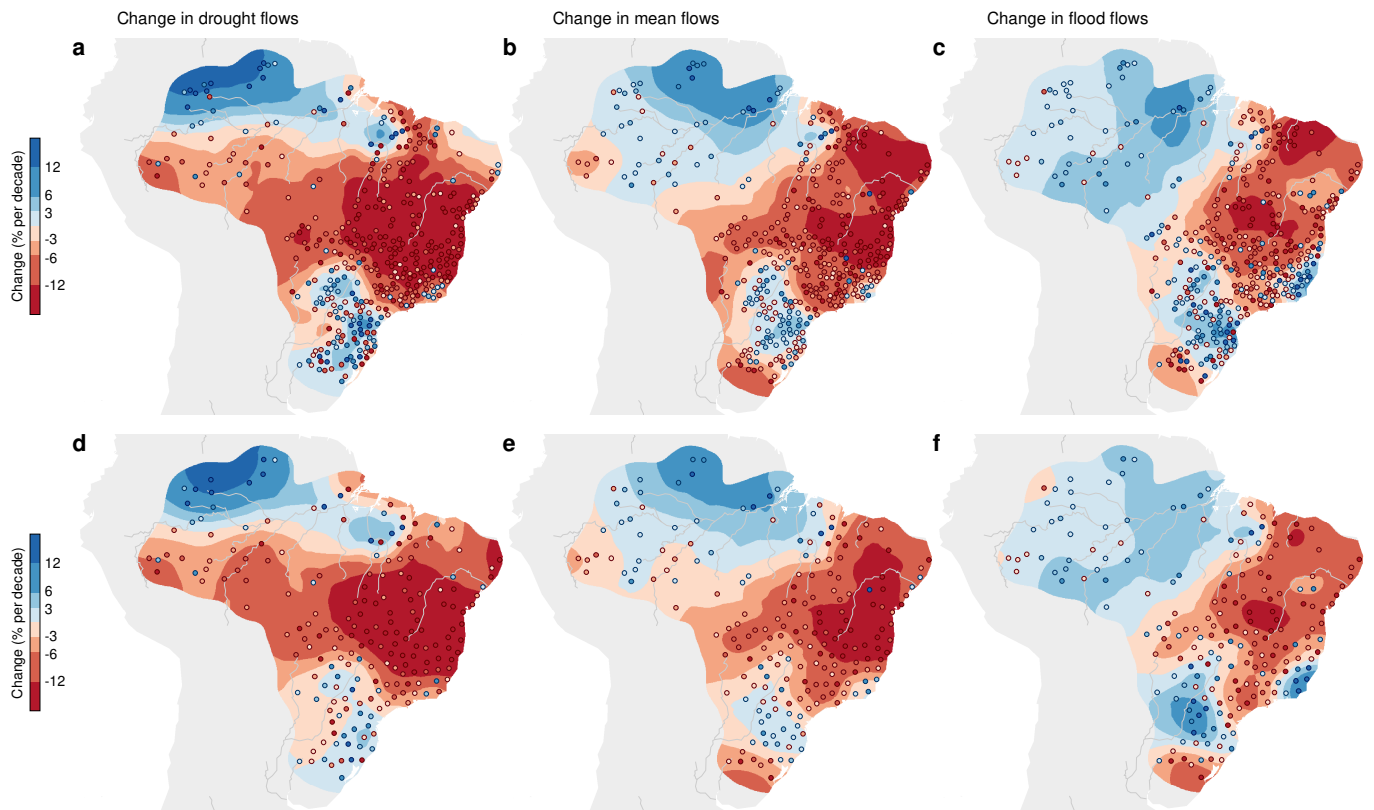 Change in drought flows
Change in mean flows
Change in flood flows
a
b
c
Change (% per decade)
12
6
3
-3
-6
-12
d
e
f
Change (% per decade)
12
6
3
-3
-6
-12